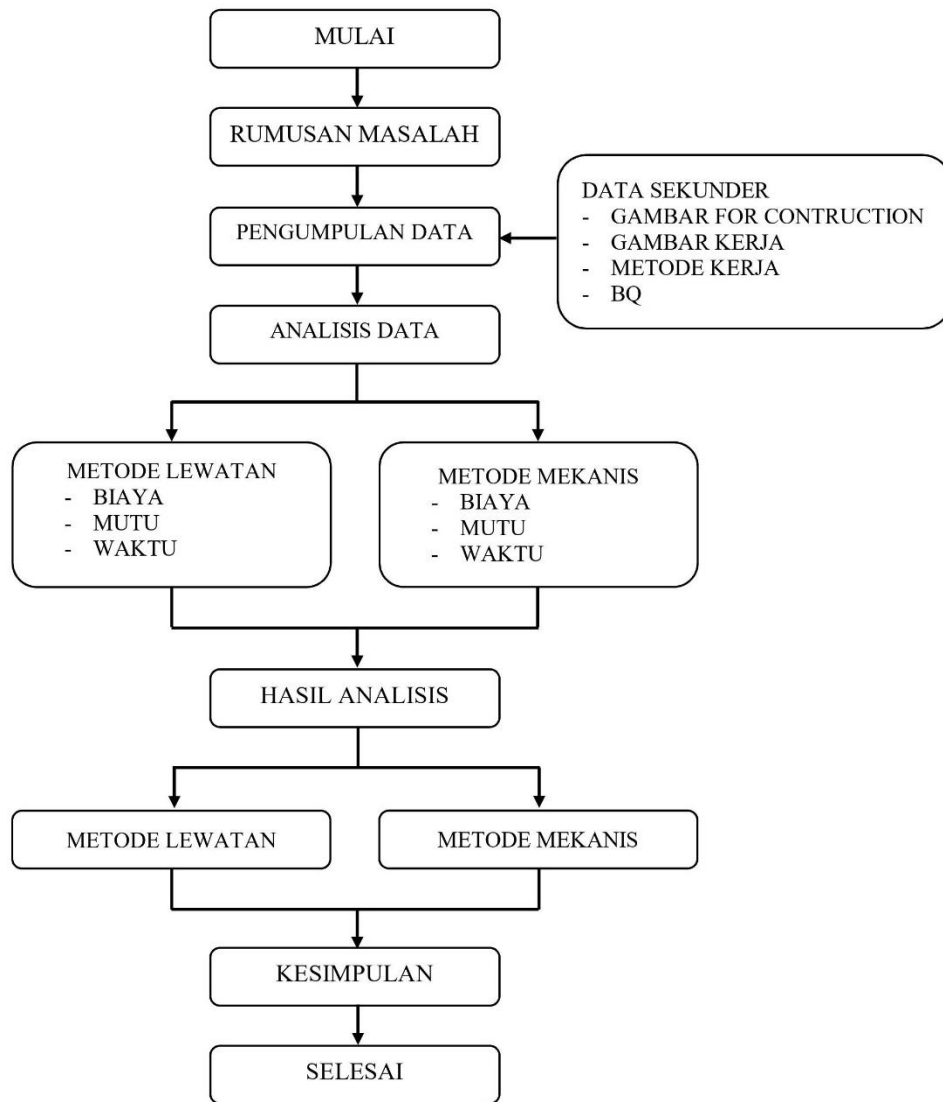 MULAI
RUMUSAN MASALAH
PENGUMPULAN DATA
DATA SEKUNDER
- GAMBAR FOR CONTRUCTION
- GAMBAR KERJA
- METODE KERJA
- BQ
ANALISIS DATA
METODE LEWATAN
- BIAYA
- MUTU
- WAKTU
METODE MEKANIS
- BIAYA
- MUTU
- WAKTU
HASIL ANALISIS
METODE LEWATAN
METODE MEKANIS
KESIMPULAN
SELESAI